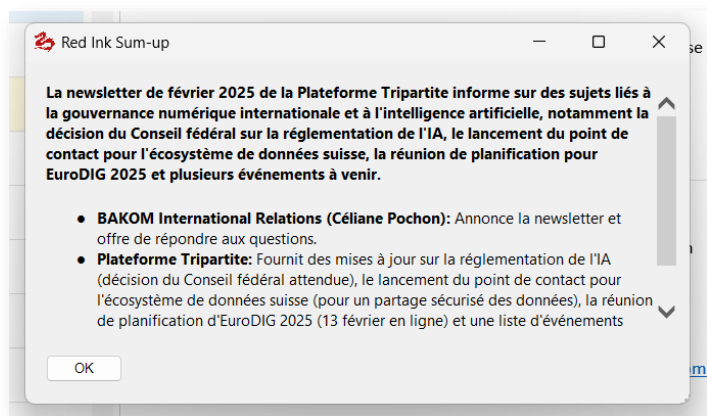 Red Ink Sum-up
se
La newsletter de février 2025 de la Plateforme Tripartite informe sur des sujets liés à
la gouvernance numérique internationale et à l'intelligence artificielle, notamment la
décision du Conseil fédéral sur la réglementation de l'IA, le lancement du point de
contact pour l'écosystème de données suisse, la réunion de planification pour
EuroDIG 2025 et plusieurs événements à venir.
● BAKOM International Relations (Céliane Pochon): Annonce la newsletter et
offre de répondre aux questions.
● Plateforme Tripartite: Fournit des mises à jour sur la réglementation de l'IA
(décision du Conseil fédéral attendue), le lancement du point de contact pour
l'écosystème de données suisse (pour un partage sécurisé des données), la réunion
de planification d'EuroDIG 2025 (13 février en ligne) et une liste d'événements
OK
om